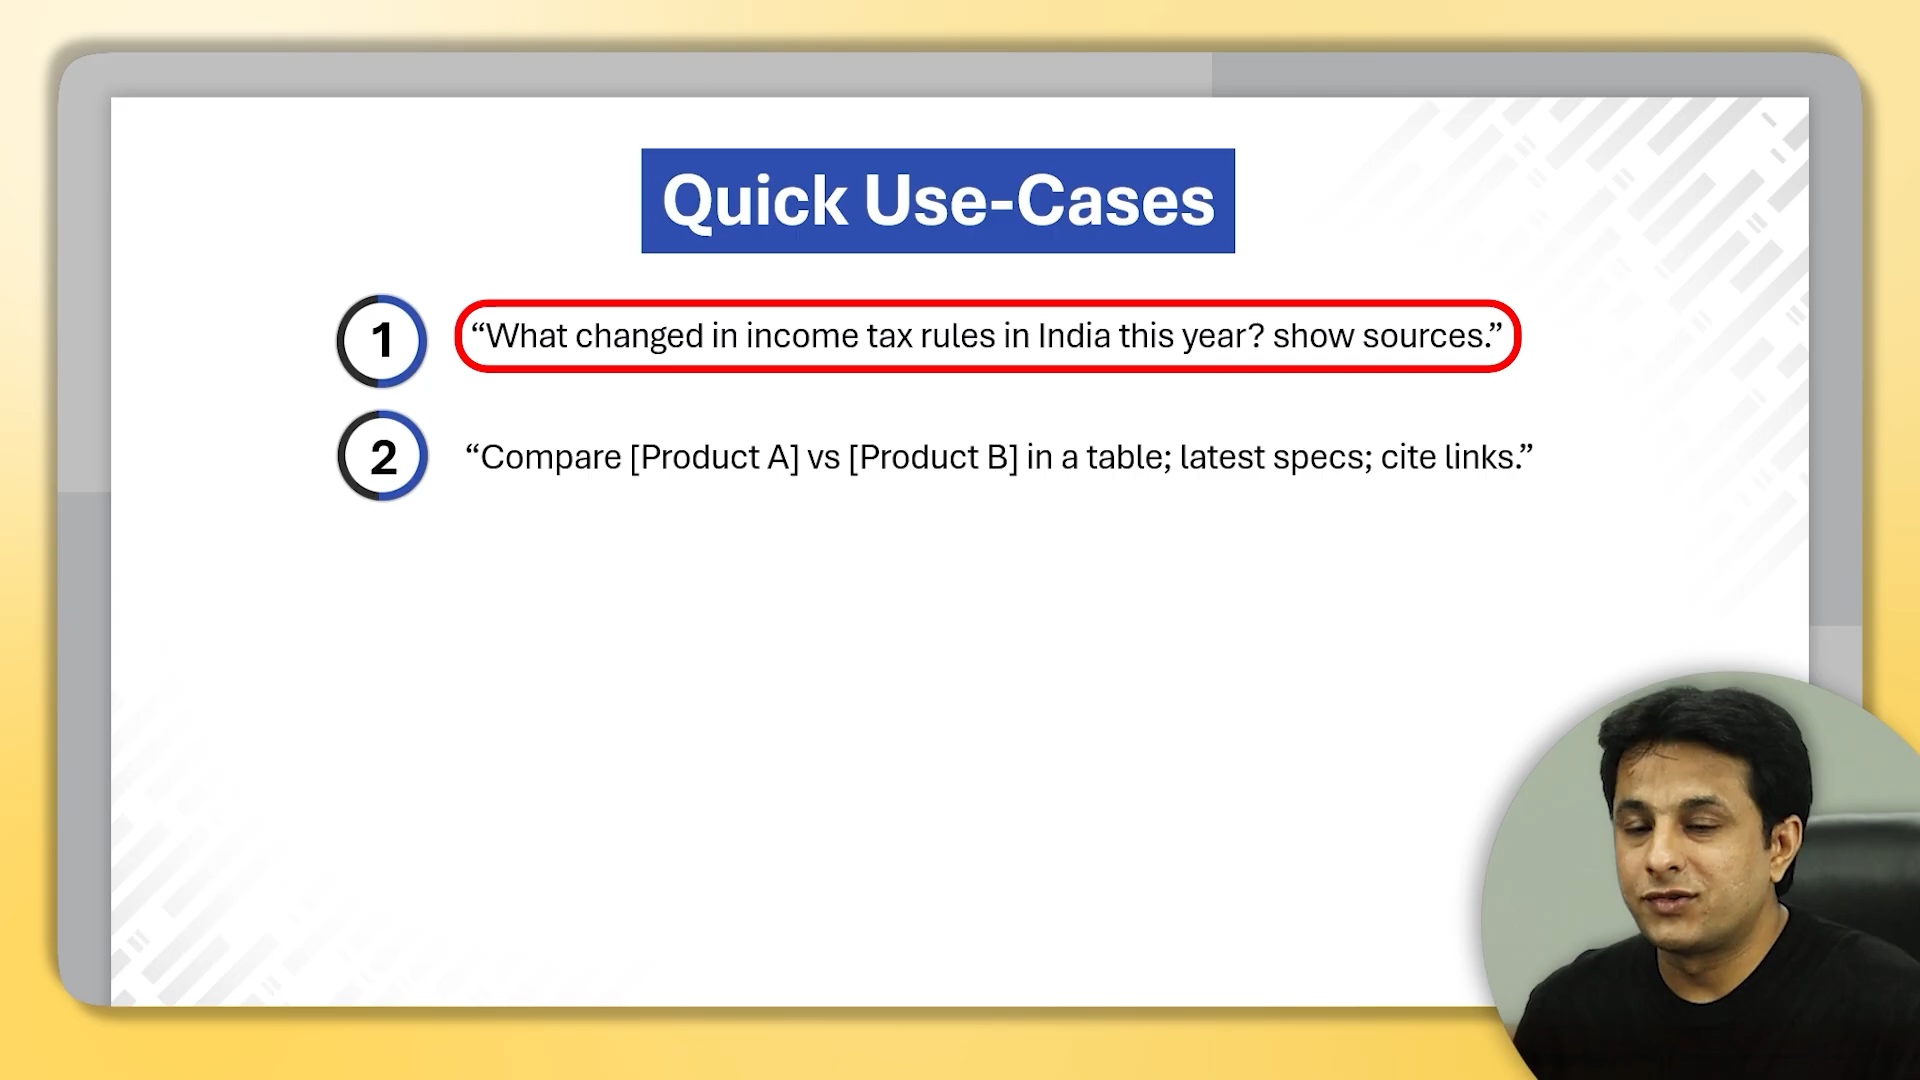 Quick Use-Cases
1
“What changed in income tax rules in India this year? show sources.”
2
“Compare [Product A] vs [Product B] in a table; latest specs; cite links.”